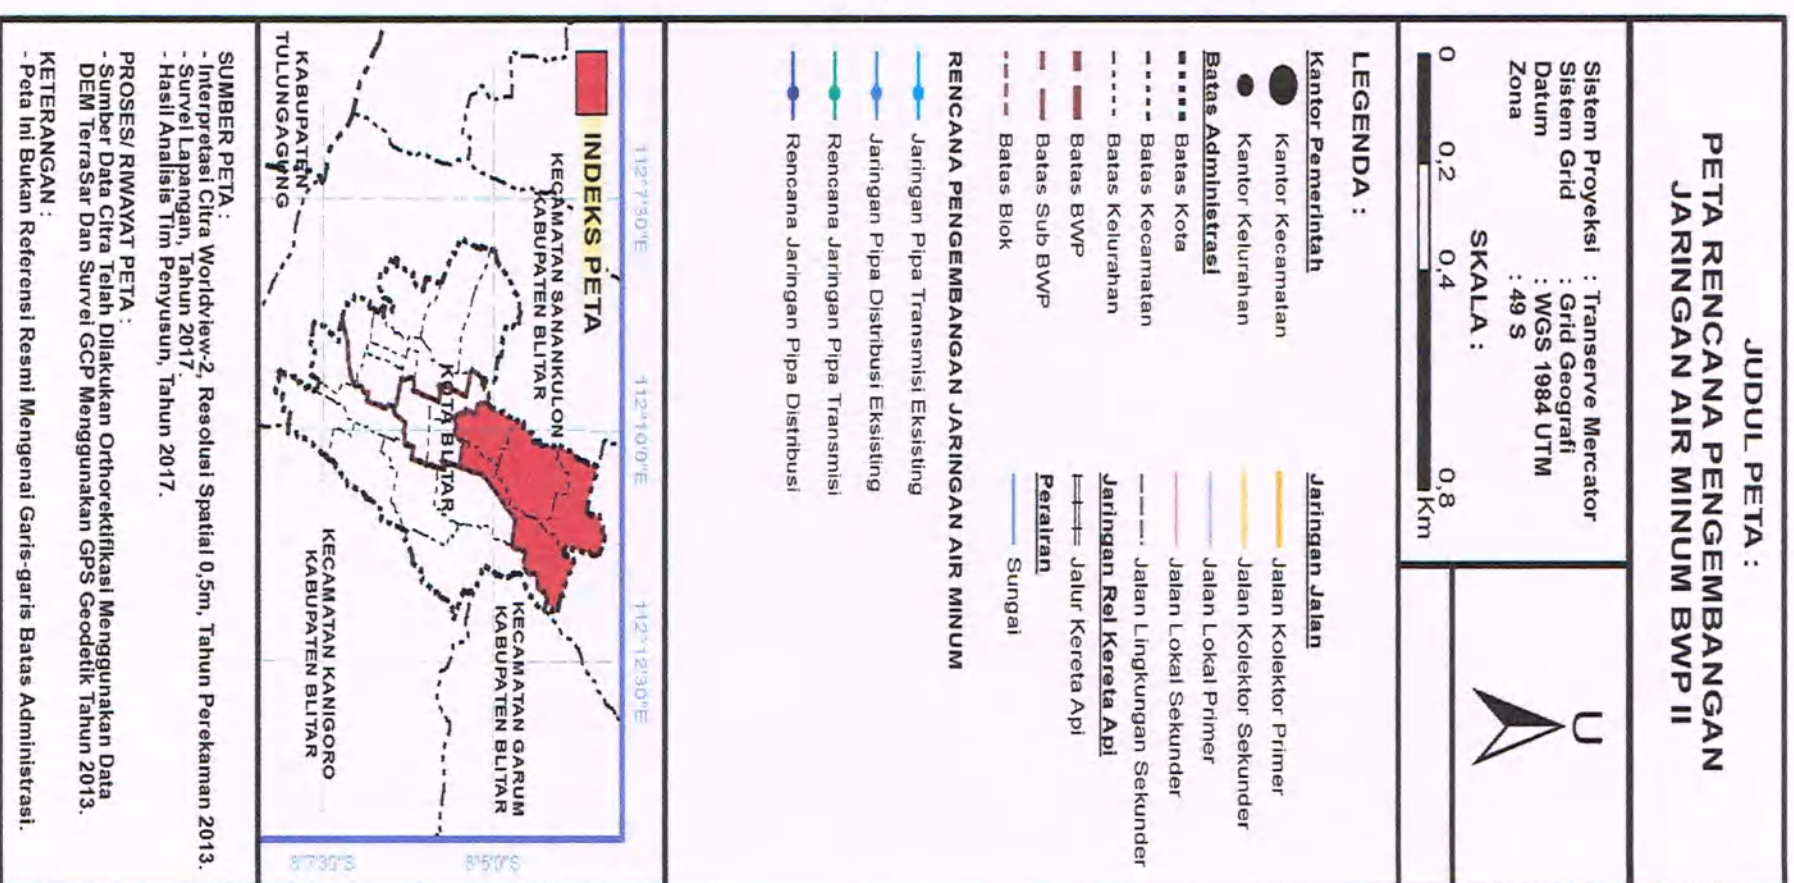 JUDUL PETA :
PETA RENCANA PENGEMBANGAN
JARINGAN AIR MINUM BWP II
Sistem Proyeksi : Transerve Mercator
Sistem Grid : Grid Geografi
Datum : WGS 1984 UTM
Zona : 49 S
SKALA :
0 0,2 0,4 0,8
Km
U
LEGENDA :
Kantor Pemerintah
Kantor Kecamatan
Kantor Kelurahan
Batas Administrasi
Batas Kota
Batas Kecamatan
Batas Kelurahan
Batas BWP
Batas Sub BWP
Batas Blok
Jaringan Jalan
Jalan Kolektor Primer
Jalan Kolektor Sekunder
Jalan Lokal Primer
Jalan Lokal Sekunder
Jalan Lingkungan Sekunder
Jaringan Rel Kereta Api
Jalur Kereta Api
Perairan
Sungai
RENCANA PENGEMBANGAN JARINGAN AIR MINUM
Jaringan Pipa Transmisi Eksisting
Jaringan Pipa Distribusi Eksisting
Rencana Jaringan Pipa Transmisi
Rencana Jaringan Pipa Distribusi
112°7'30"E 112°10'0"E 112°12'30"E
INDEKS PETA
KECAMATAN SANANKULON
KABUPATEN BLITAR
KECAMATAN GARUM
KABUPATEN BLITAR
KOTA BLITAR
KABUPATEN
TULUNGAGUNG
KECAMATAN KANIGORO
KABUPATEN BLITAR
8°5'0"S
8°7'30"S
SUMBER PETA :
- Interpretasi Citra Worldview-2, Resolusi Spatial 0,5m, Tahun Perekaman 2013.
- Survei Lapangan, Tahun 2017.
- Hasil Analisis Tim Penyusun, Tahun 2017.
PROSES/ RIWAYAT PETA :
- Sumber Data Citra Telah Dilakukan Orthorektifikasi Menggunakan Data
DEM TerraSar Dan Survei GCP Menggunakan GPS Geodetik Tahun 2013.
KETERANGAN :
- Peta Ini Bukan Referensi Resmi Mengenai Garis-garis Batas Administrasi.